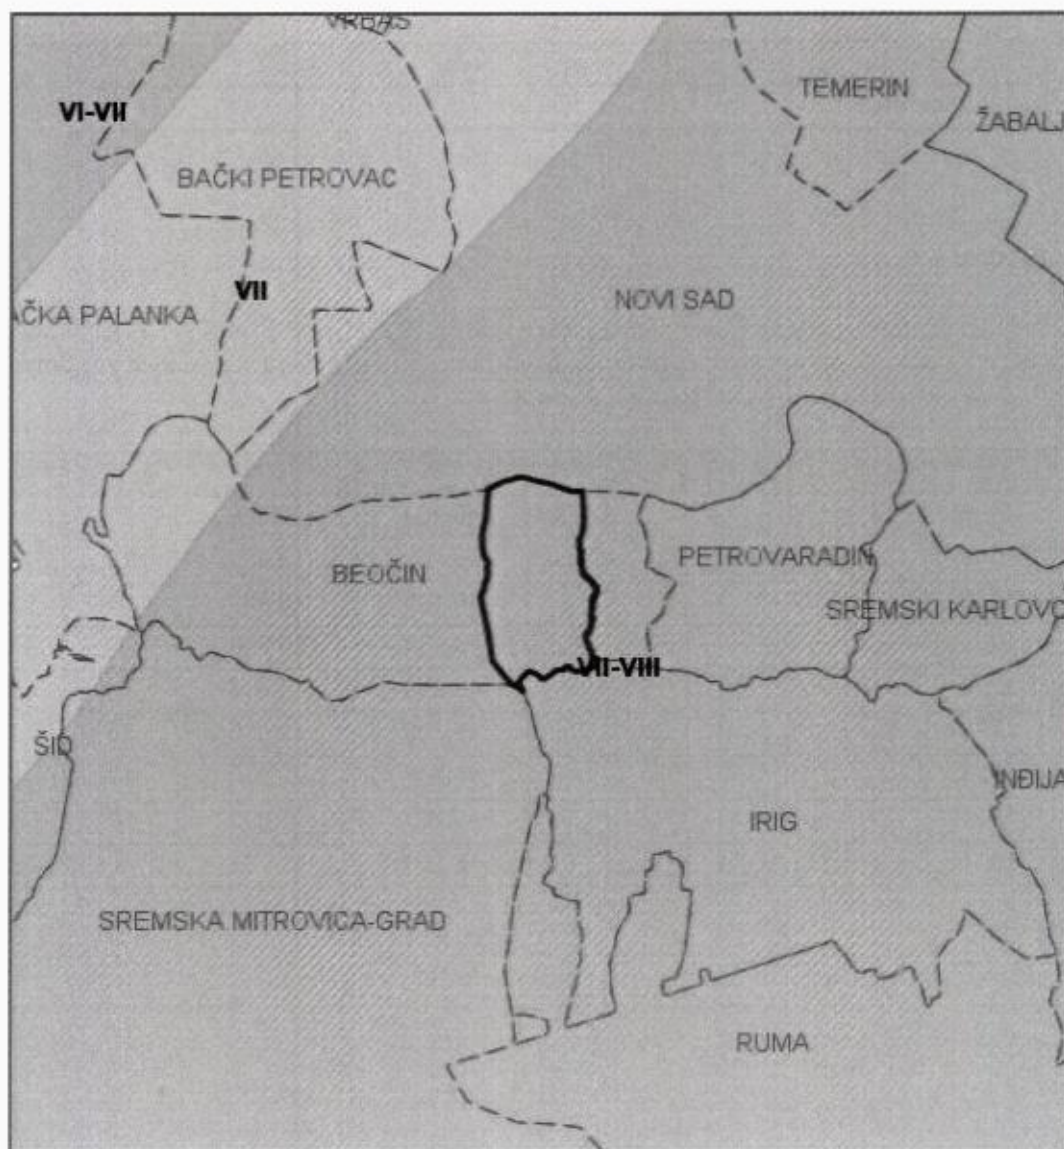 VRBAS
TEMERIN
VI-VII
ŽABALJ
BAČKI PETROVAC
VII
NOVI SAD
AČKA PALANKA
PETROVARADIN
BEOČIN
SREMSKI KARLOVC
VII-VIII
ŠID
INĐIJA
IRIG
SREMSKA MITROVICA-GRAD
RUMA